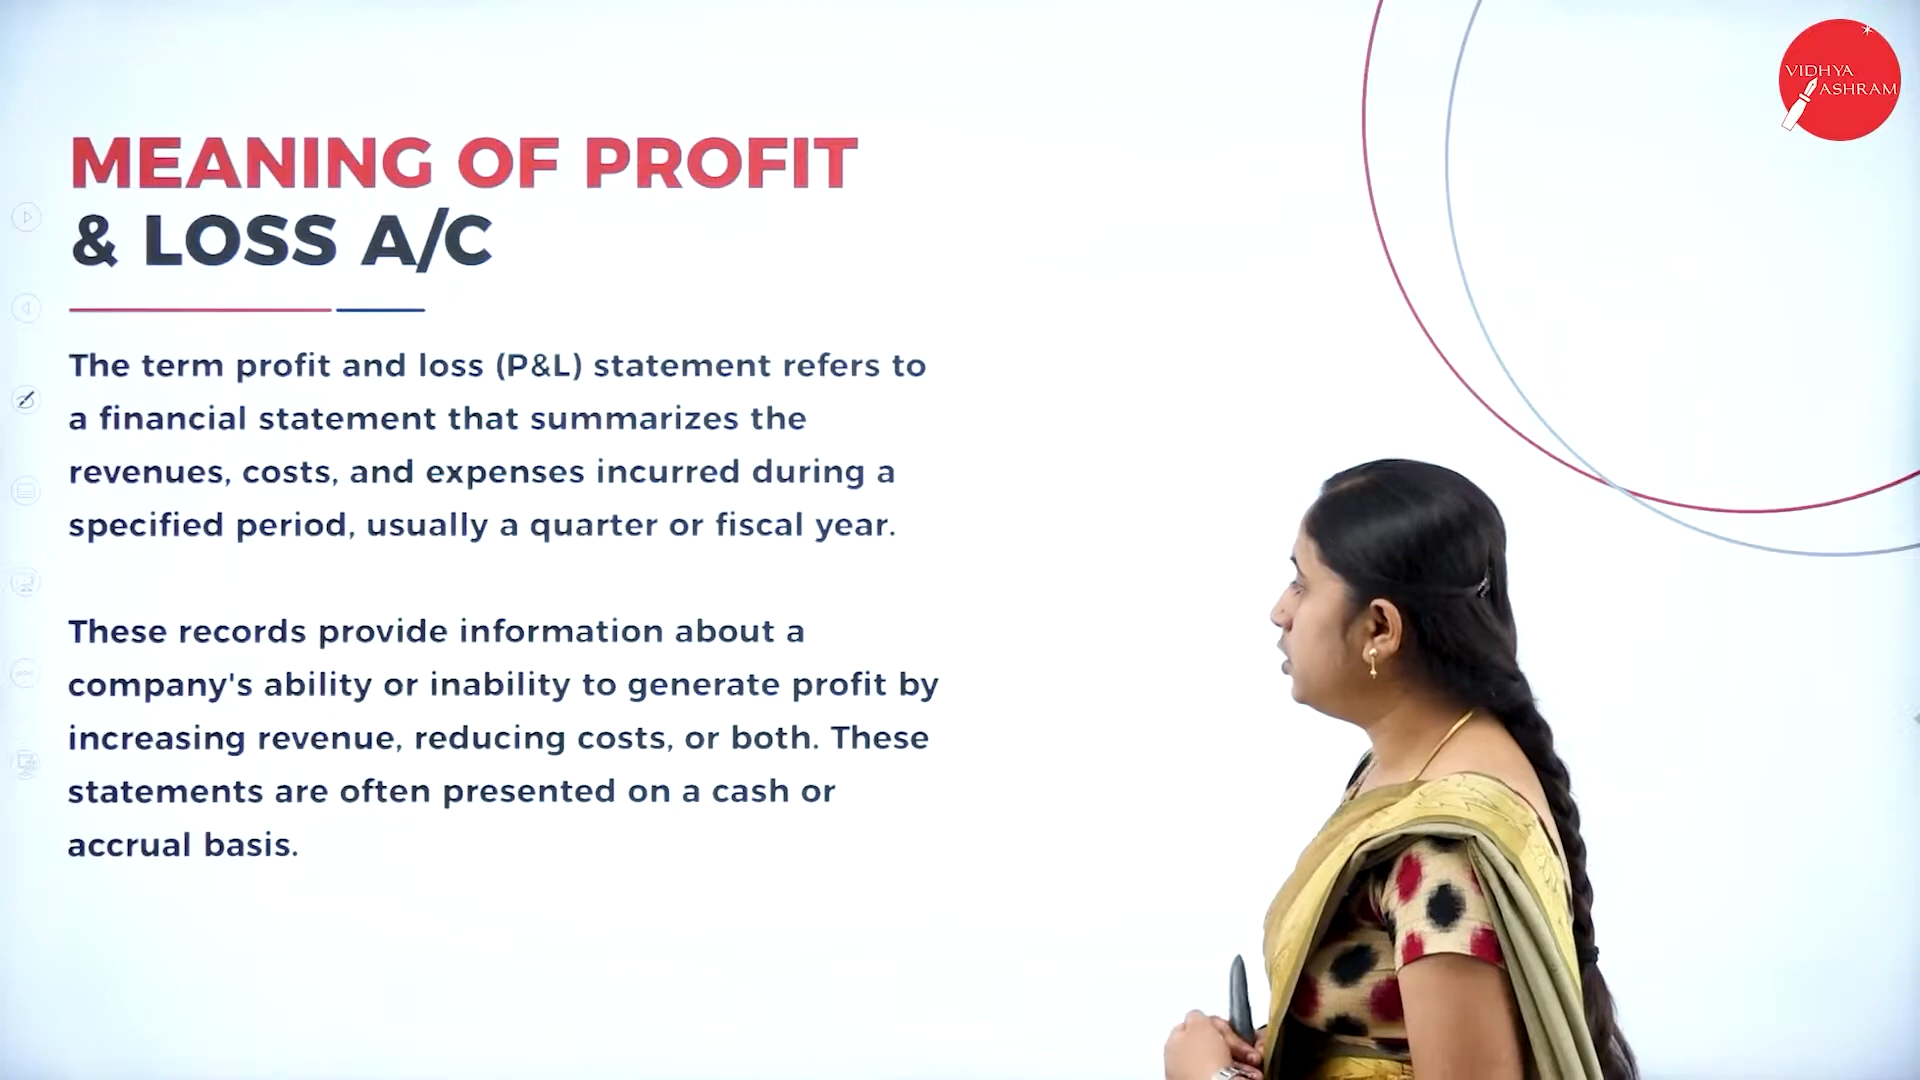 VIDHYA
ASHRAM
MEANING OF PROFIT
& LOSS A/C
The term profit and loss (P&L) statement refers to
a financial statement that summarizes the
revenues, costs, and expenses incurred during a
specified period, usually a quarter or fiscal year.
These records provide information about a
company's ability or inability to generate profit by
increasing revenue, reducing costs, or both. These
statements are often presented on a cash or
accrual basis.